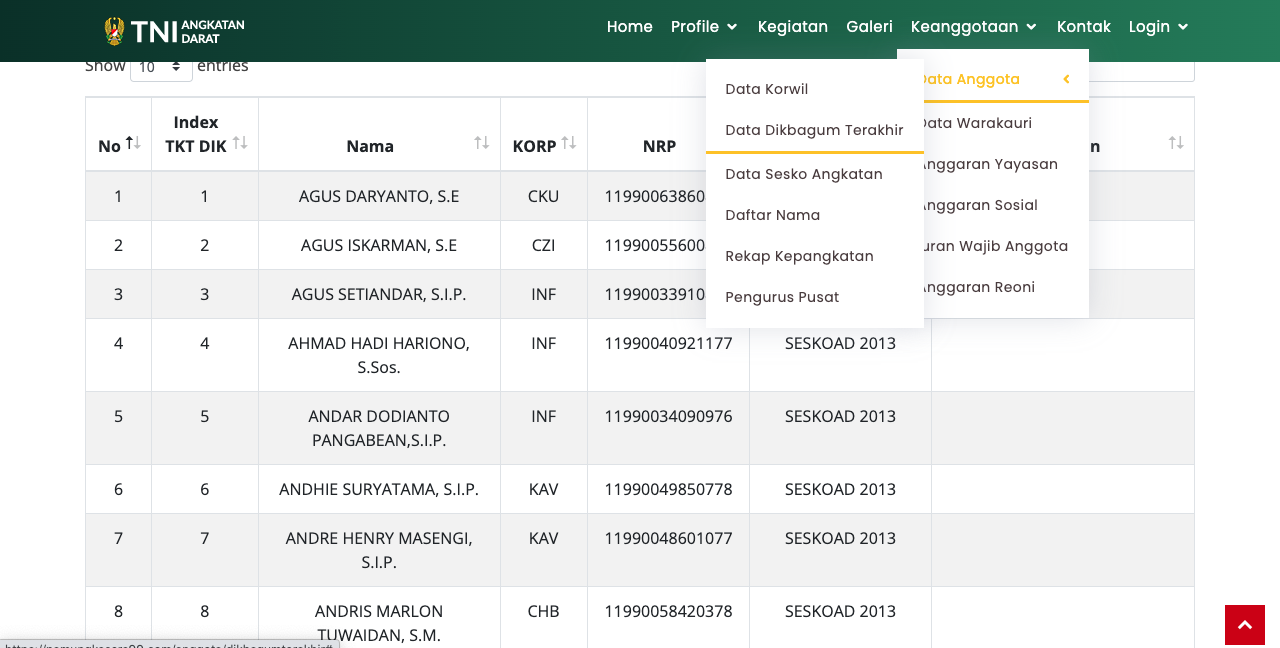 TNI ANGKATAN DARAT
Home Profile Kegiatan Galeri Keanggotaan Kontak Login
Show 10 entries
Data Korwil
Data Dikbagum Terakhir
Data Sesko Angkatan
Daftar Nama
Rekap Kepangkatan
Pengurus Pusat
Data Anggota
Data Warakauri
Anggaran Yayasan
Anggaran Sosial
Iuran Wajib Anggota
Anggaran Reoni
No Index TKT DIK Nama KORP NRP
1 1 AGUS DARYANTO, S.E CKU 11990063860
2 2 AGUS ISKARMAN, S.E CZI 1199005560
3 3 AGUS SETIANDAR, S.I.P. INF 1199003391
4 4 AHMAD HADI HARIONO, S.Sos. INF 11990040921177 SESKOAD 2013
5 5 ANDAR DODIANTO PANGABEAN,S.I.P. INF 11990034090976 SESKOAD 2013
6 6 ANDHIE SURYATAMA, S.I.P. KAV 11990049850778 SESKOAD 2013
7 7 ANDRE HENRY MASENGI, S.I.P. KAV 11990048601077 SESKOAD 2013
8 8 ANDRIS MARLON TUWAIDAN, S.M. CHB 11990058420378 SESKOAD 2013